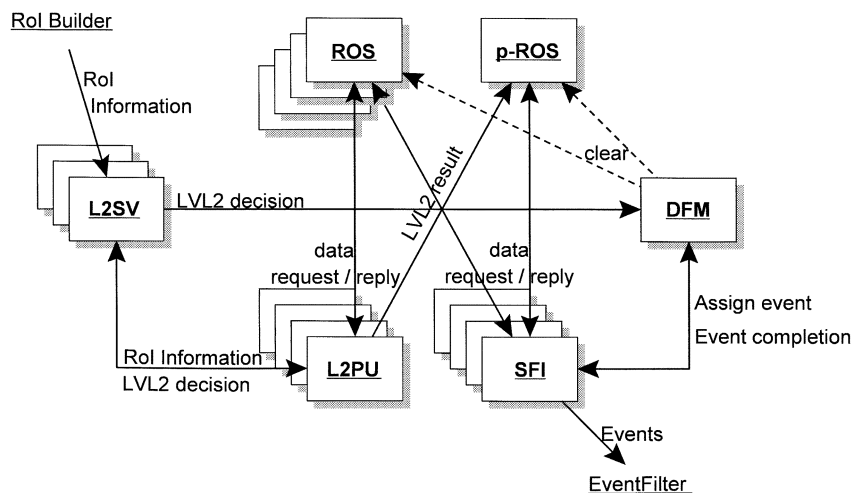 RoI Builder
ROS
p-ROS
RoI
Information
clear
L2SV
LVL2 decision
LVL2 result
DFM
data
request / reply
data
request / reply
Assign event
Event completion
RoI Information
LVL2 decision
L2PU
SFI
Events
EventFilter